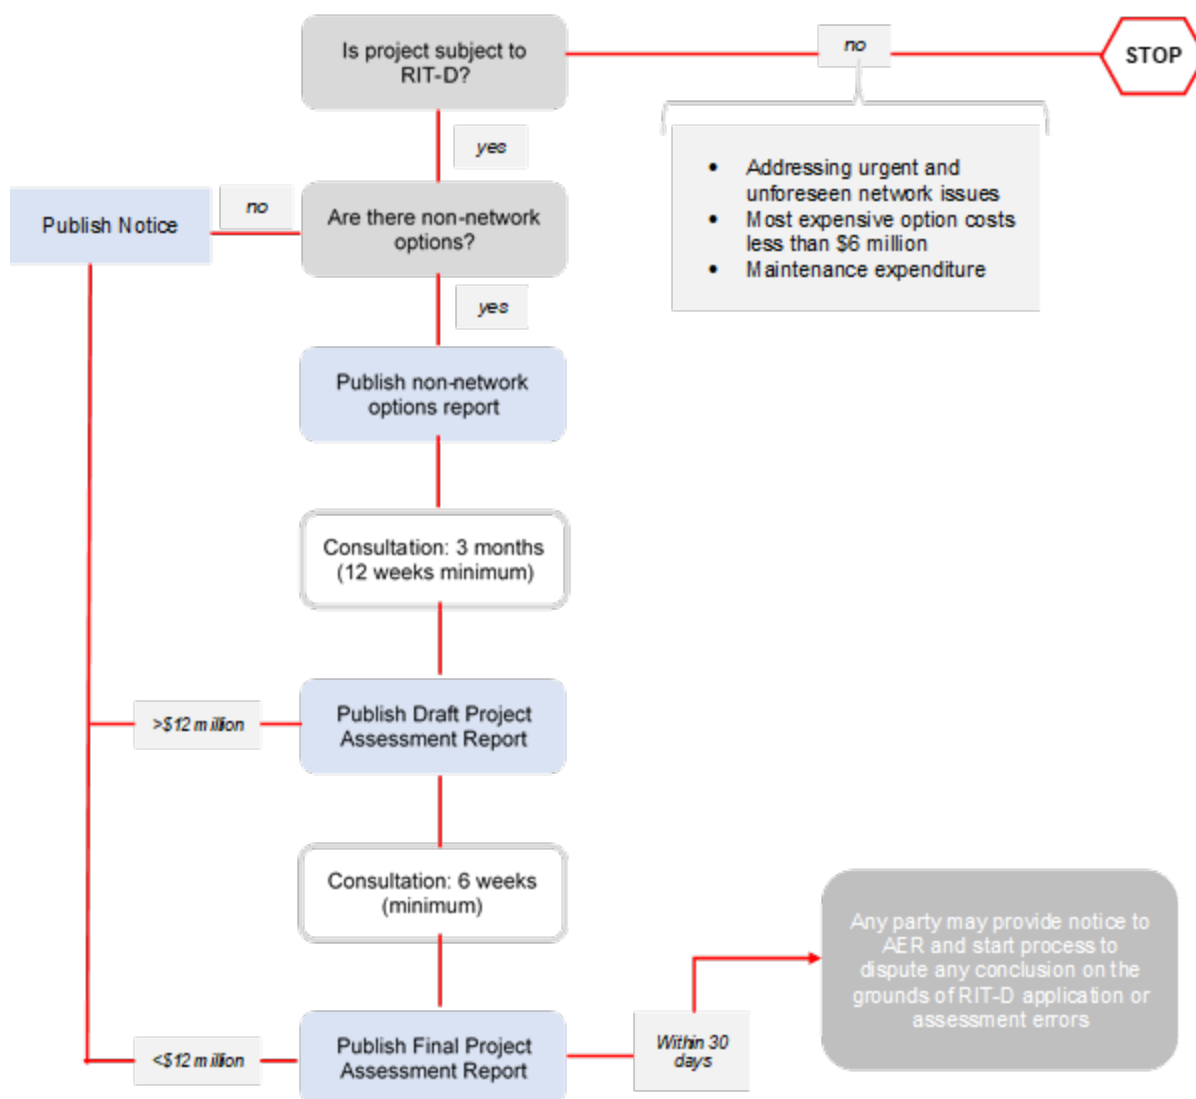 Is project subject to
RIT-D?
no
STOP
yes
• Addressing urgent and
unforeseen network issues
• Most expensive option costs
less than $6 million
• Maintenance expenditure
Publish Notice
no
Are there non-network
options?
yes
Publish non-network
options report
Consultation: 3 months
(12 weeks minimum)
>$12 million
Publish Draft Project
Assessment Report
Consultation: 6 weeks
(minimum)
Any party may provide notice to
AER and start process to
dispute any conclusion on the
grounds of RIT-D application or
assessment errors
<$12 million
Publish Final Project
Assessment Report
Within 30
days